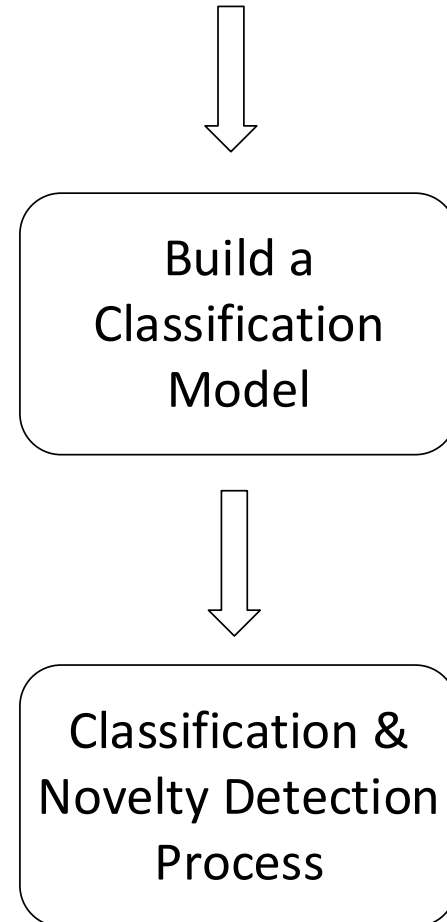 Build a
Classification
Model
Classification &
Novelty Detection
Process